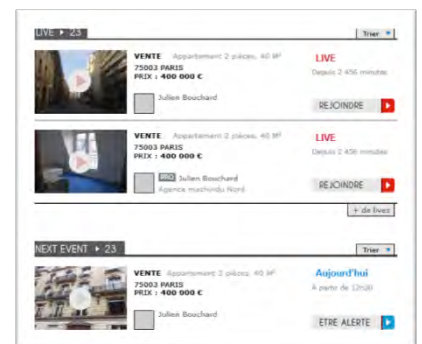 LIVE ▸ 23 Trier
VENTE Appartement 2 pièces, 40 M²
75003 PARIS
PRIX : 400 000 €
Julien Bouchard
LIVE
Depuis 2 456 minutes
REJOINDRE
VENTE Appartement 2 pièces, 40 M²
75003 PARIS
PRIX : 400 000 €
PRO Julien Bouchard
Agence machindu Nord
LIVE
Depuis 2 456 minutes
REJOINDRE
+ de lives
NEXT EVENT ▸ 23 Trier
VENTE Appartement 2 pièces, 40 M²
75003 PARIS
PRIX : 400 000 €
Julien Bouchard
Aujourd'hui
A partir de 12h20
ETRE ALERTE